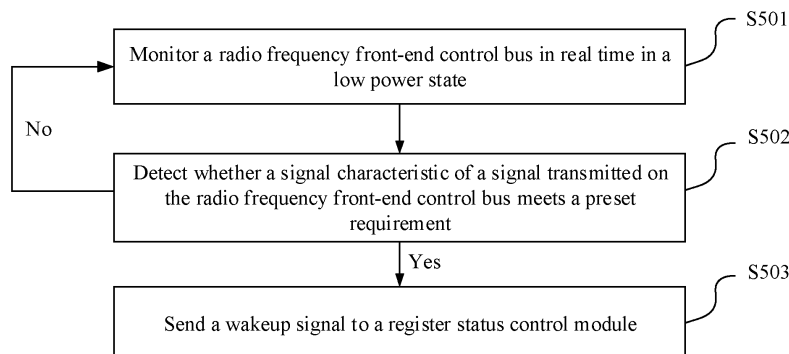 S501
Monitor a radio frequency front-end control bus in real time in a
low power state
No
S502
Detect whether a signal characteristic of a signal transmitted on
the radio frequency front-end control bus meets a preset
requirement
Yes
S503
Send a wakeup signal to a register status control module